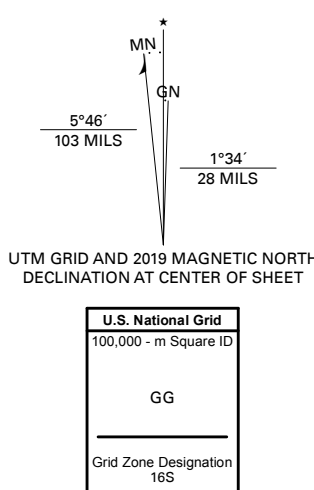 ★
MN
GN
5°46´
103 MILS
1°34´
28 MILS
UTM GRID AND 2019 MAGNETIC NORTH
DECLINATION AT CENTER OF SHEET
U.S. National Grid
100,000 - m Square ID
GG
Grid Zone Designation
16S